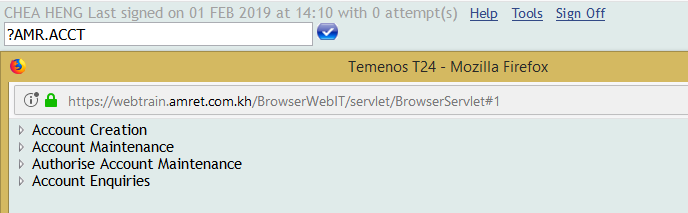 CHEA HENG Last signed on 01 FEB 2019 at 14:10 with 0 attempt(s) Help Tools Sign Off
?AMR.ACCT
Temenos T24 - Mozilla Firefox
https://webtrain.amret.com.kh/BrowserWebIT/servlet/BrowserServlet#1
Account Creation
Account Maintenance
Authorise Account Maintenance
Account Enquiries